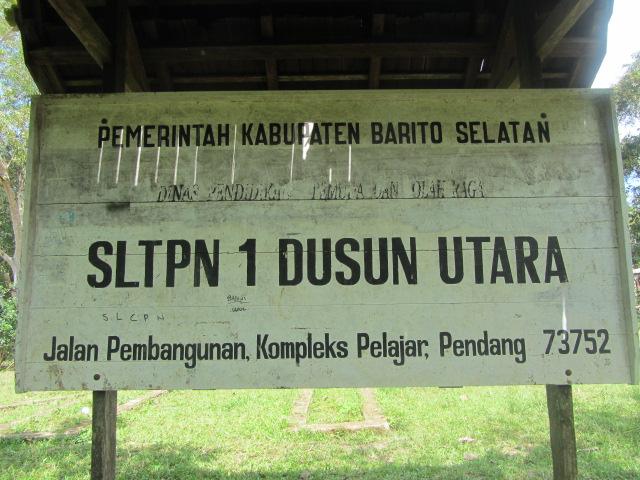 PEMERINTAH KABUPATEN BARITO SELATAN
DINAS PENDIDIKAN PEMUDA DAN OLAH RAGA
SLTPN 1 DUSUN UTARA
S L C P N
Jalan Pembangunan, Kompleks Pelajar, Pendang 73752